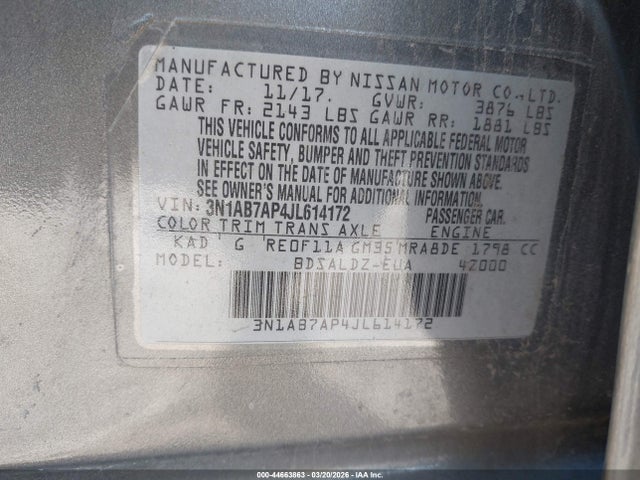 MANUFACTURED BY NISSAN MOTOR CO.,LTD.
DATE: 11/17. GVWR: 3876 LBS
GAWR FR: 2143 LBS GAWR RR: 1881 LBS
THIS VEHICLE CONFORMS TO ALL APPLICABLE FEDERAL MOTOR
VEHICLE SAFETY, BUMPER AND THEFT PREVENTION STANDARDS
IN EFFECT ON THE DATE OF MANUFACTURE SHOWN ABOVE.
SEE OWNER'S MANUAL FOR ADDITIONAL INFORMATION.
VIN: 3N1AB7AP4JL614172 PASSENGER CAR.
COLOR TRIM TRANS AXLE ENGINE
KAD G RE0F11A GM35 MRA8DE 1798 CC
MODEL: BDSALDZ-EUA 42000
3N1AB7AP4JL614172
000-44663863 | 03/20/2026 - IAA Inc.